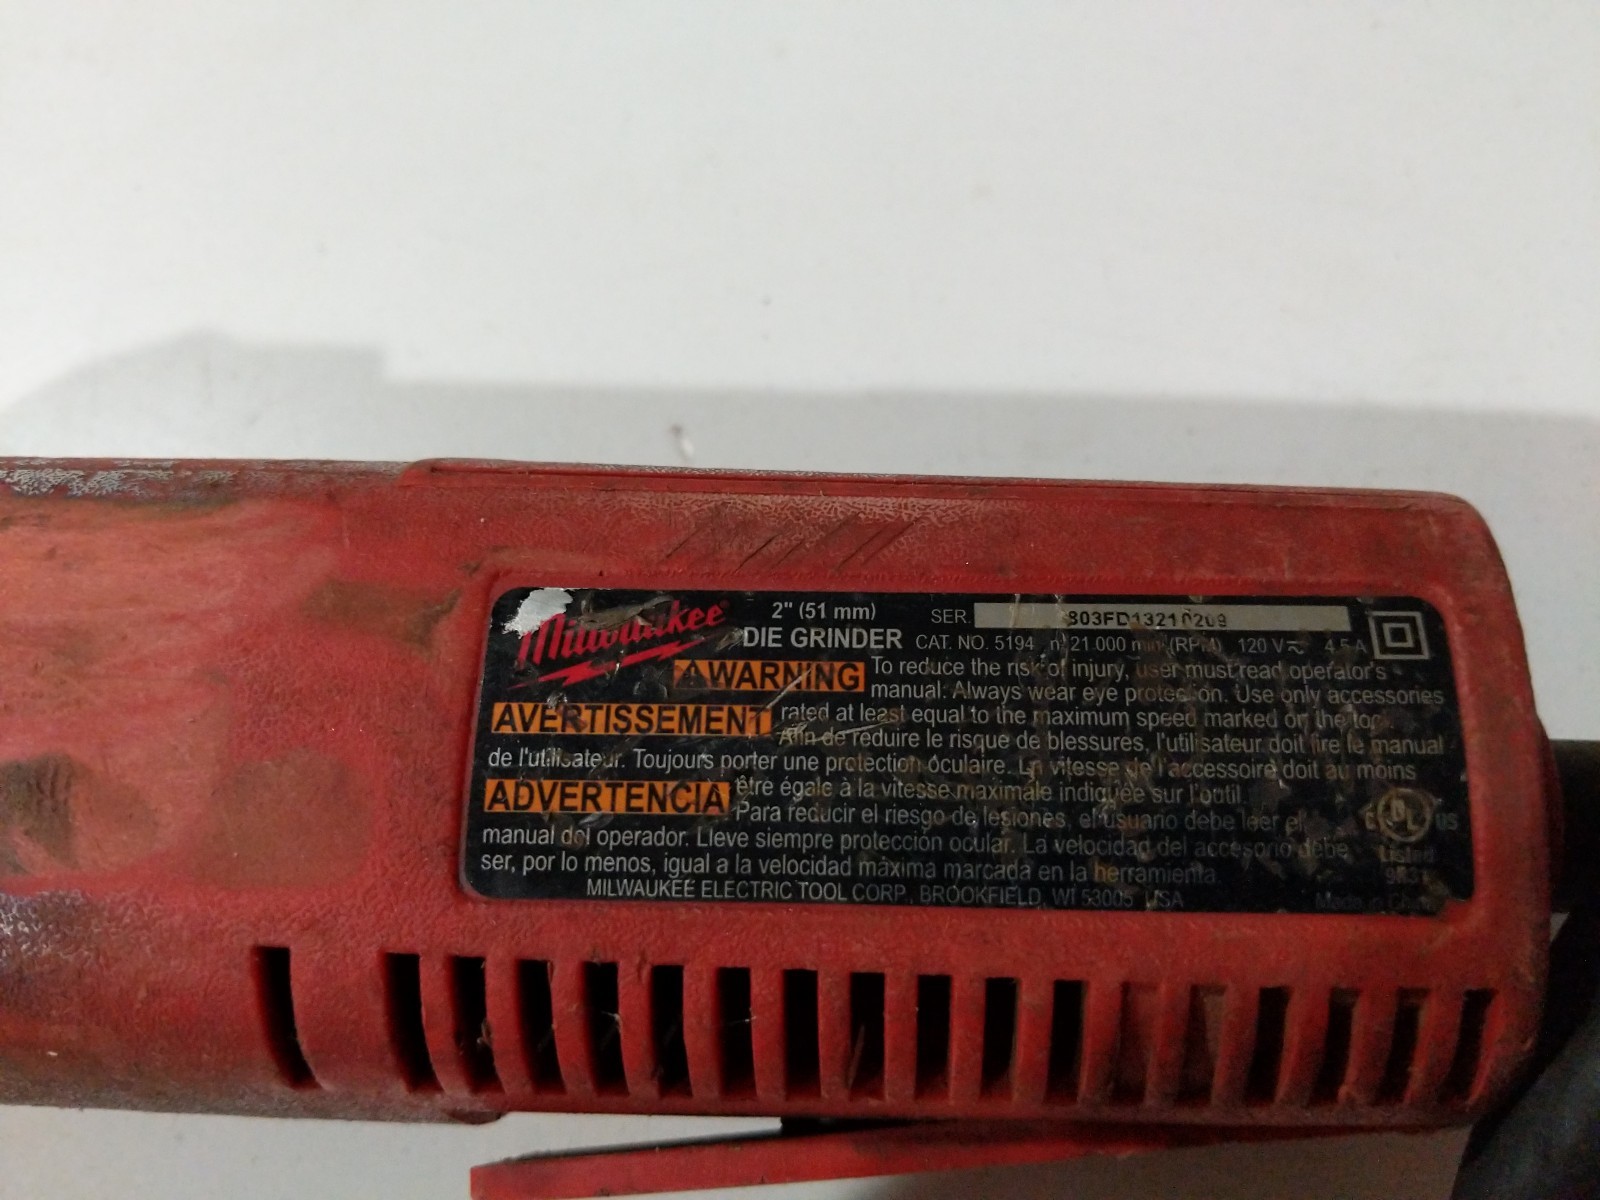 Milwaukee
2" (51 mm)
DIE GRINDER
SER. 803FD13210209
CAT. NO. 5194 n° 21 000 min-¹(RPM) 120 V 4.5 A
WARNING To reduce the risk of injury, user must read operator's
manual. Always wear eye protection. Use only accessories
rated at least equal to the maximum speed marked on the tool.
AVERTISSEMENT Afin de réduire le risque de blessures, l'utilisateur doit lire le manual
de l'utilisateur. Toujours porter une protection oculaire. La vitesse de l'accessoire doit au moins
être égale à la vitesse maximale indiquée sur l'outil.
ADVERTENCIA Para reducir el riesgo de lesiones, el usuario debe leer el
manual del operador. Lleve siempre protección ocular. La velocidad del accesorio debe
ser, por lo menos, igual a la velocidad máxima marcada en la herramienta.
MILWAUKEE ELECTRIC TOOL CORP., BROOKFIELD, WI 53005 USA
C UL US
Listed
Made in China